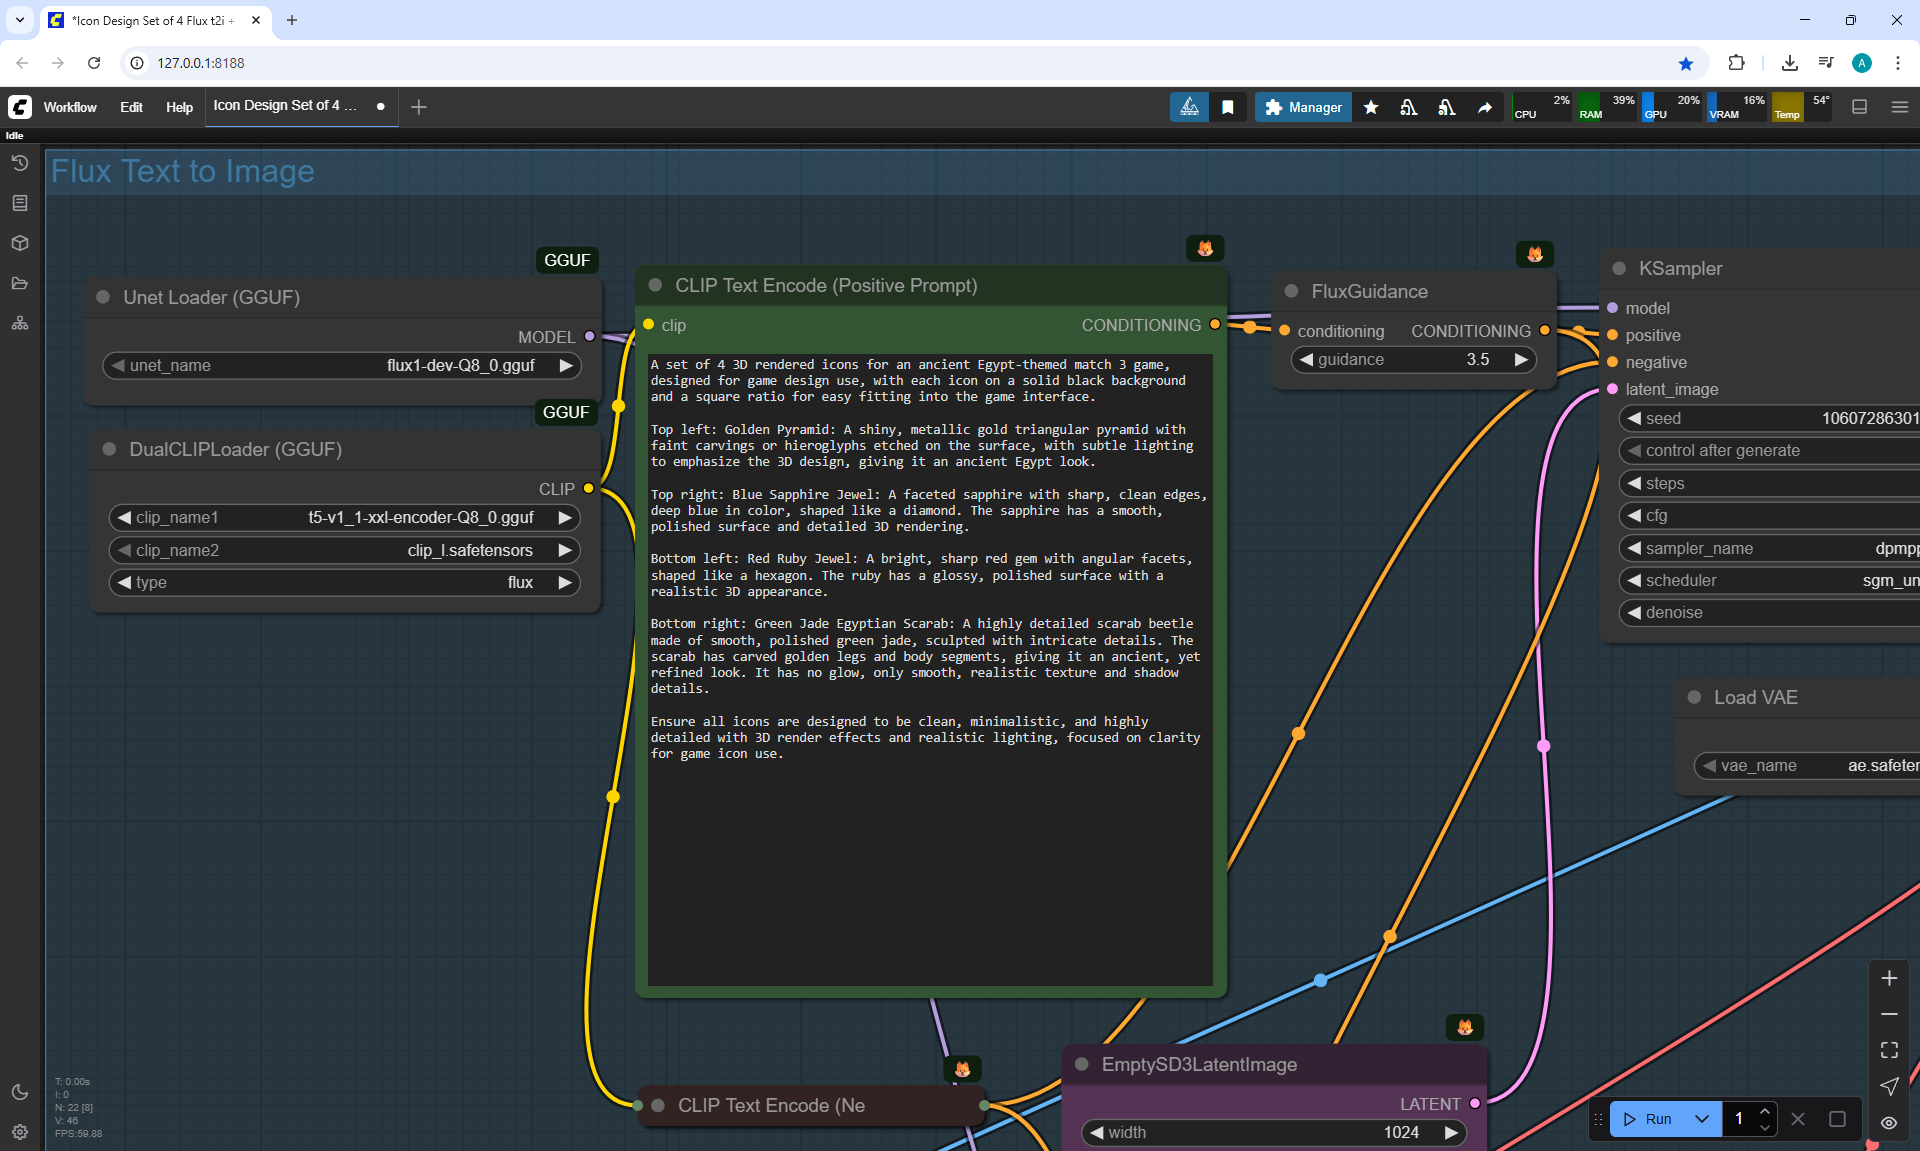 *Icon Design Set of 4 Flux t2i -
127.0.0.1:8188
A
Workflow
Edit
Help
Icon Design Set of 4 ...
Manager
CPU 2%
RAM 39%
GPU 20%
VRAM 16%
Temp 54°
Idle
Flux Text to Image
GGUF
Unet Loader (GGUF)
MODEL
unet_name flux1-dev-Q8_0.gguf
GGUF
DualCLIPLoader (GGUF)
CLIP
clip_name1 t5-v1_1-xxl-encoder-Q8_0.gguf
clip_name2 clip_l.safetensors
type flux
CLIP Text Encode (Positive Prompt)
clip CONDITIONING
A set of 4 3D rendered icons for an ancient Egypt-themed match 3 game,
designed for game design use, with each icon on a solid black background
and a square ratio for easy fitting into the game interface.
Top left: Golden Pyramid: A shiny, metallic gold triangular pyramid with
faint carvings or hieroglyphs etched on the surface, with subtle lighting
to emphasize the 3D design, giving it an ancient Egypt look.
Top right: Blue Sapphire Jewel: A faceted sapphire with sharp, clean edges,
deep blue in color, shaped like a diamond. The sapphire has a smooth,
polished surface and detailed 3D rendering.
Bottom left: Red Ruby Jewel: A bright, sharp red gem with angular facets,
shaped like a hexagon. The ruby has a glossy, polished surface with a
realistic 3D appearance.
Bottom right: Green Jade Egyptian Scarab: A highly detailed scarab beetle
made of smooth, polished green jade, sculpted with intricate details. The
scarab has carved golden legs and body segments, giving it an ancient, yet
refined look. It has no glow, only smooth, realistic texture and shadow
details.
Ensure all icons are designed to be clean, minimalistic, and highly
detailed with 3D render effects and realistic lighting, focused on clarity
for game icon use.
FluxGuidance
conditioning CONDITIONING
guidance 3.5
KSampler
model
positive
negative
latent_image
seed 10607286301
control after generate
steps
cfg
sampler_name dpmpp
scheduler sgm_un
denoise
Load VAE
vae_name ae.safeter
CLIP Text Encode (Ne
EmptySD3LatentImage
LATENT
width 1024
T: 0.00s
I: 0
N: 22 [8]
V: 46
FPS:59.88
Run
1